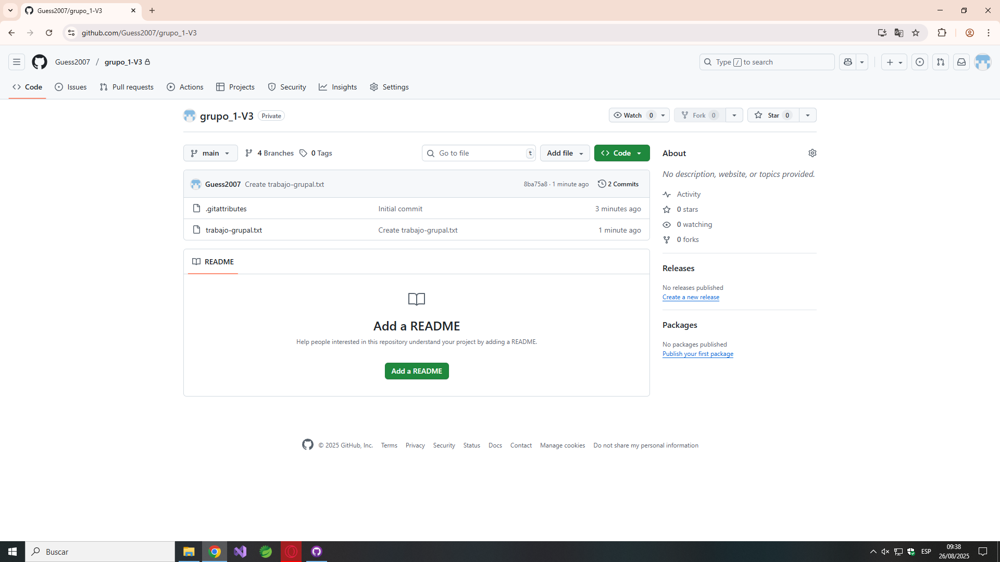 Guess2007/grupo_1-V3
github.com/Guess2007/grupo_1-V3
Guess2007 / grupo_1-V3
Type / to search
Code Issues Pull requests Actions Projects Security Insights Settings
grupo_1-V3 Private
Watch 0 Fork 0 Star 0
main 4 Branches 0 Tags
Go to file t Add file Code
Guess2007 Create trabajo-grupal.txt 8ba75a8 · 1 minute ago 2 Commits
.gitattributes Initial commit 3 minutes ago
trabajo-grupal.txt Create trabajo-grupal.txt 1 minute ago
README
Add a README
Help people interested in this repository understand your project by adding a README.
Add a README
About
No description, website, or topics provided.
Activity
0 stars
0 watching
0 forks
Releases
No releases published
Create a new release
Packages
No packages published
Publish your first package
© 2025 GitHub, Inc. Terms Privacy Security Status Docs Contact Manage cookies Do not share my personal information
Buscar
ESP
09:38
26/08/2025